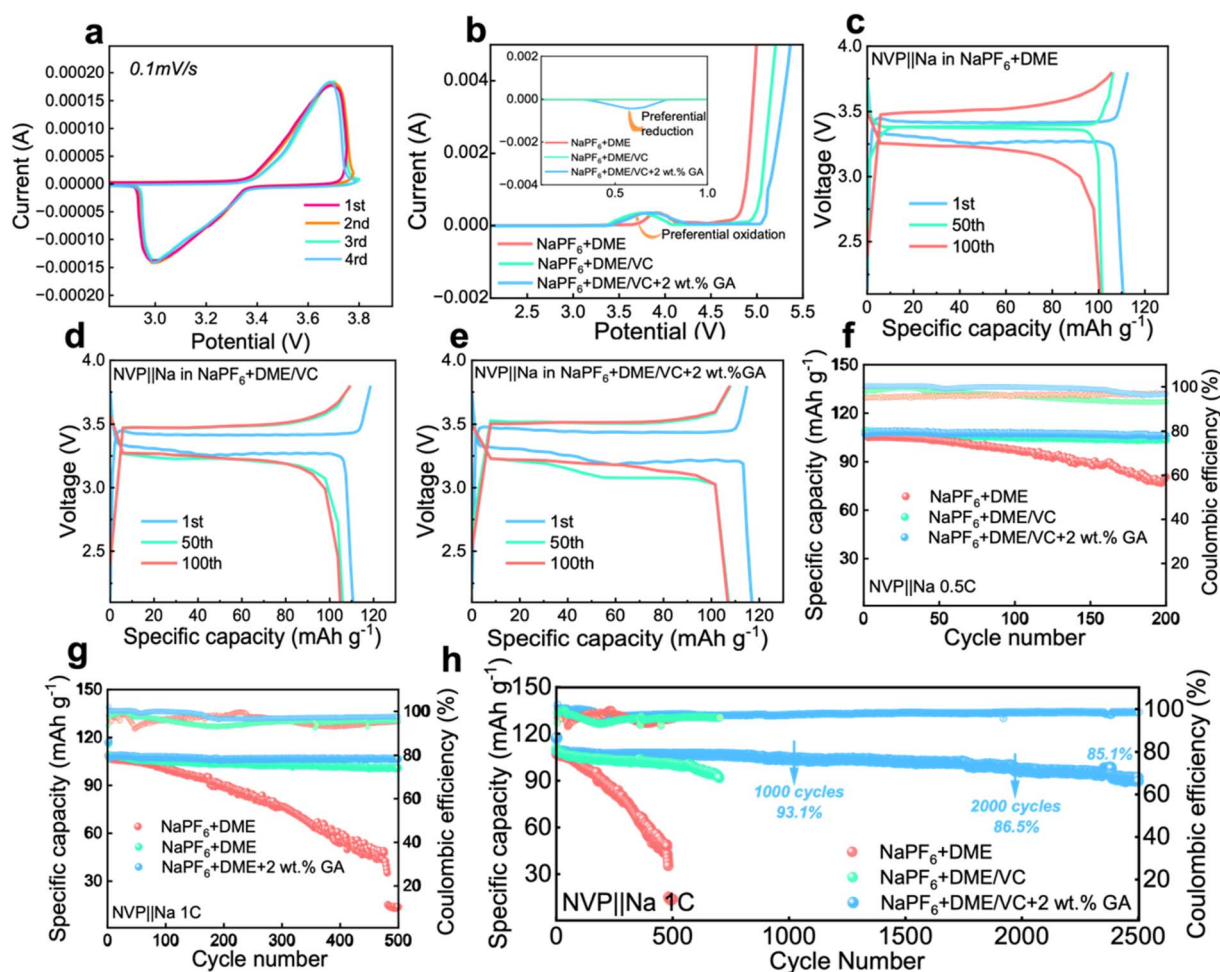 a
0.1mV/s
Current (A)
0.00020
0.00015
0.00010
0.00005
0.00000
−0.00005
−0.00010
−0.00015
−0.00020
1st
2nd
3rd
4rd
3.0 3.2 3.4 3.6 3.8
Potential (V)
b
Current (A)
0.004
0.002
0.000
−0.002
0.002
0.000
−0.002
−0.004
Preferential
reduction
NaPF₆+DME
NaPF₆+DME/VC
NaPF₆+DME/VC+2 wt.% GA
0.5 1.0
Preferential oxidation
NaPF₆+DME
NaPF₆+DME/VC
NaPF₆+DME/VC+2 wt.% GA
2.5 3.0 3.5 4.0 4.5 5.0 5.5
Potential (V)
c
NVP||Na in NaPF₆+DME
Voltage (V)
4.0
3.5
3.0
2.5
1st
50th
100th
0 20 40 60 80 100 120
Specific capacity (mAh g⁻¹)
d
NVP||Na in NaPF₆+DME/VC
Voltage (V)
4.0
3.5
3.0
2.5
1st
50th
100th
0 20 40 60 80 100 120
Specific capacity (mAh g⁻¹)
e
NVP||Na in NaPF₆+DME/VC+2 wt.%GA
Voltage (V)
4.0
3.5
3.0
2.5
1st
50th
100th
0 20 40 60 80 100 120
Specific capacity (mAh g⁻¹)
f
Specific capacity (mAh g⁻¹)
150
120
90
60
30
NaPF₆+DME
NaPF₆+DME/VC
NaPF₆+DME/VC+2 wt.% GA
NVP||Na 0.5C
100
80
60
40
20
Coulombic efficiency (%)
0 50 100 150 200
Cycle number
g
Specific capacity (mAh g⁻¹)
150
120
90
60
30
NaPF₆+DME
NaPF₆+DME
NaPF₆+DME+2 wt.% GA
NVP||Na 1C
100
80
60
40
20
Coulombic efficiency (%)
0 100 200 300 400 500
Cycle number
h
Specific capacity (mAh g⁻¹)
150
120
90
60
30
1000 cycles
93.1%
2000 cycles
86.5%
85.1%
NaPF₆+DME
NaPF₆+DME/VC
NaPF₆+DME/VC+2 wt.% GA
NVP||Na 1C
100
80
60
40
20
Coulombic efficiency (%)
0 500 1000 1500 2000 2500
Cycle Number